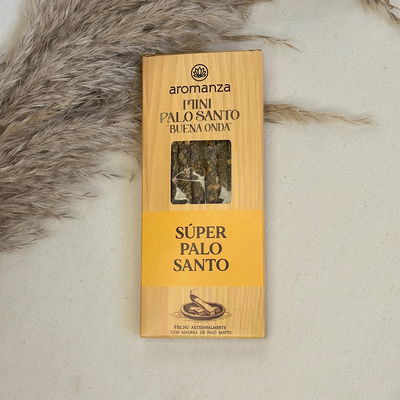 aromanza
MINI
PALO SANTO
"BUENA ONDA"
SÚPER
PALO
SANTO
HECHO ARTESANALMENTE
CON MADERA DE PALO SANTO